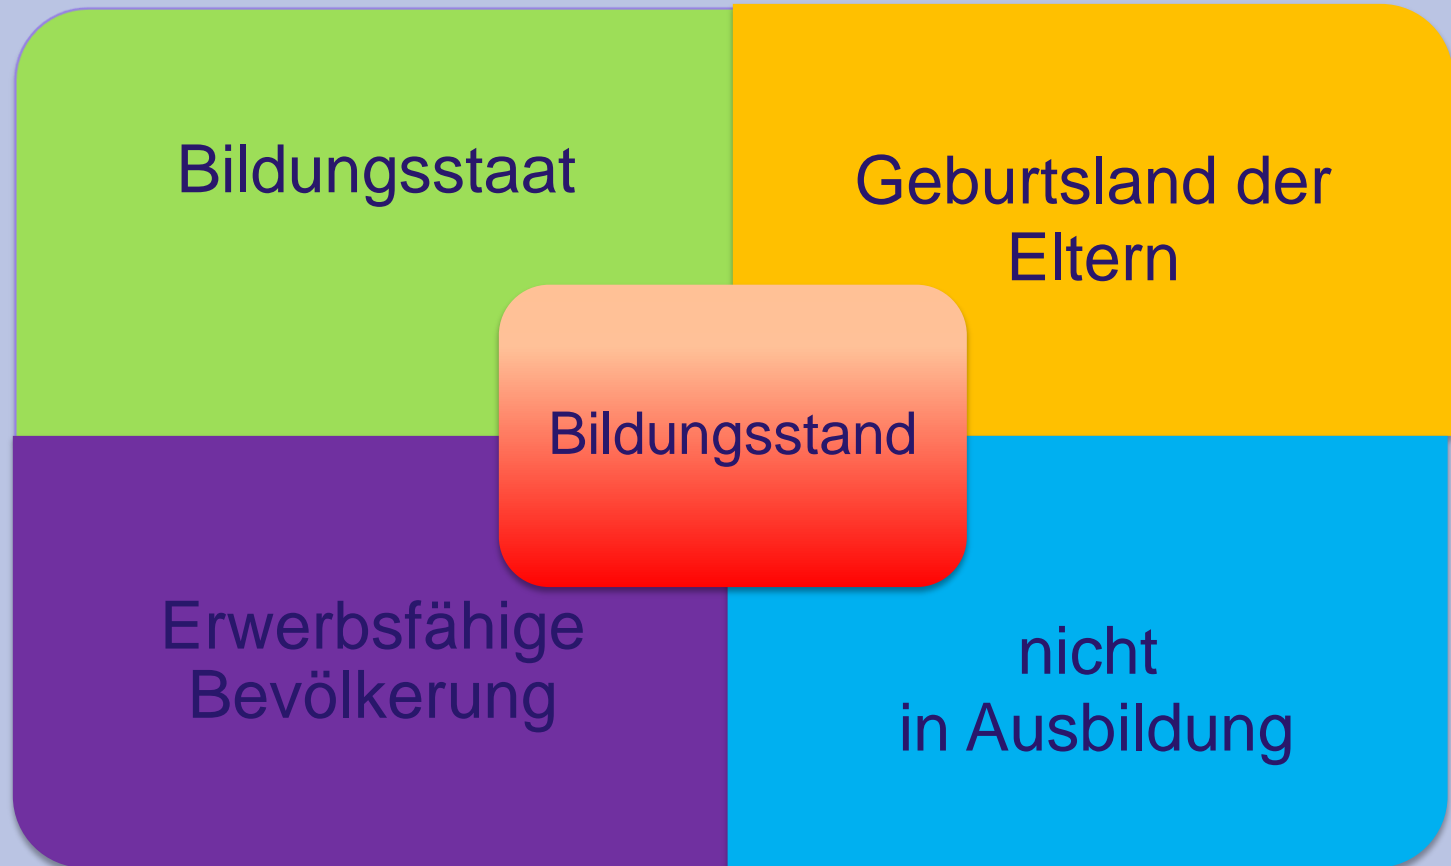 Bildungsstaat
Geburtsland der
Eltern
Bildungsstand
Erwerbsfähige
Bevölkerung
nicht
in Ausbildung